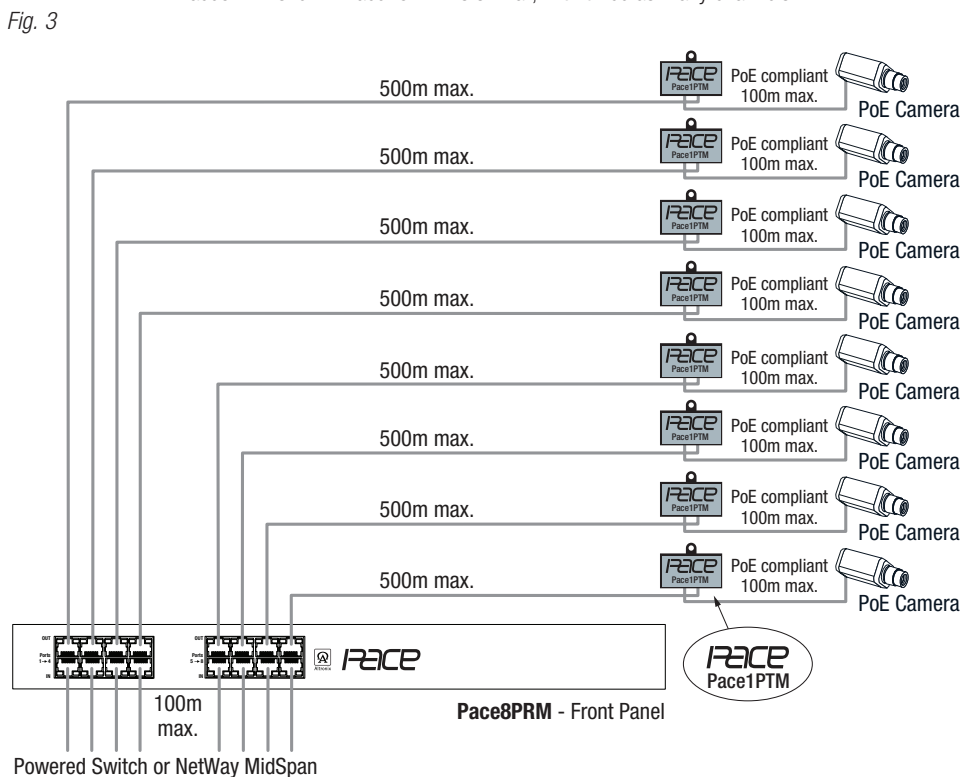 Fig. 3
500m max.
PACE
Pace1PTM
PoE compliant
100m max.
PoE Camera
500m max.
PACE
Pace1PTM
PoE compliant
100m max.
PoE Camera
500m max.
PACE
Pace1PTM
PoE compliant
100m max.
PoE Camera
500m max.
PACE
Pace1PTM
PoE compliant
100m max.
PoE Camera
500m max.
PACE
Pace1PTM
PoE compliant
100m max.
PoE Camera
500m max.
PACE
Pace1PTM
PoE compliant
100m max.
PoE Camera
500m max.
PACE
Pace1PTM
PoE compliant
100m max.
PoE Camera
500m max.
PACE
Pace1PTM
PoE compliant
100m max.
PoE Camera
OUT
Ports
1 → 4
IN
OUT
Ports
5 → 8
IN
Altronix
PACE
PACE
Pace1PTM
100m
max.
Pace8PRM - Front Panel
Powered Switch or NetWay MidSpan